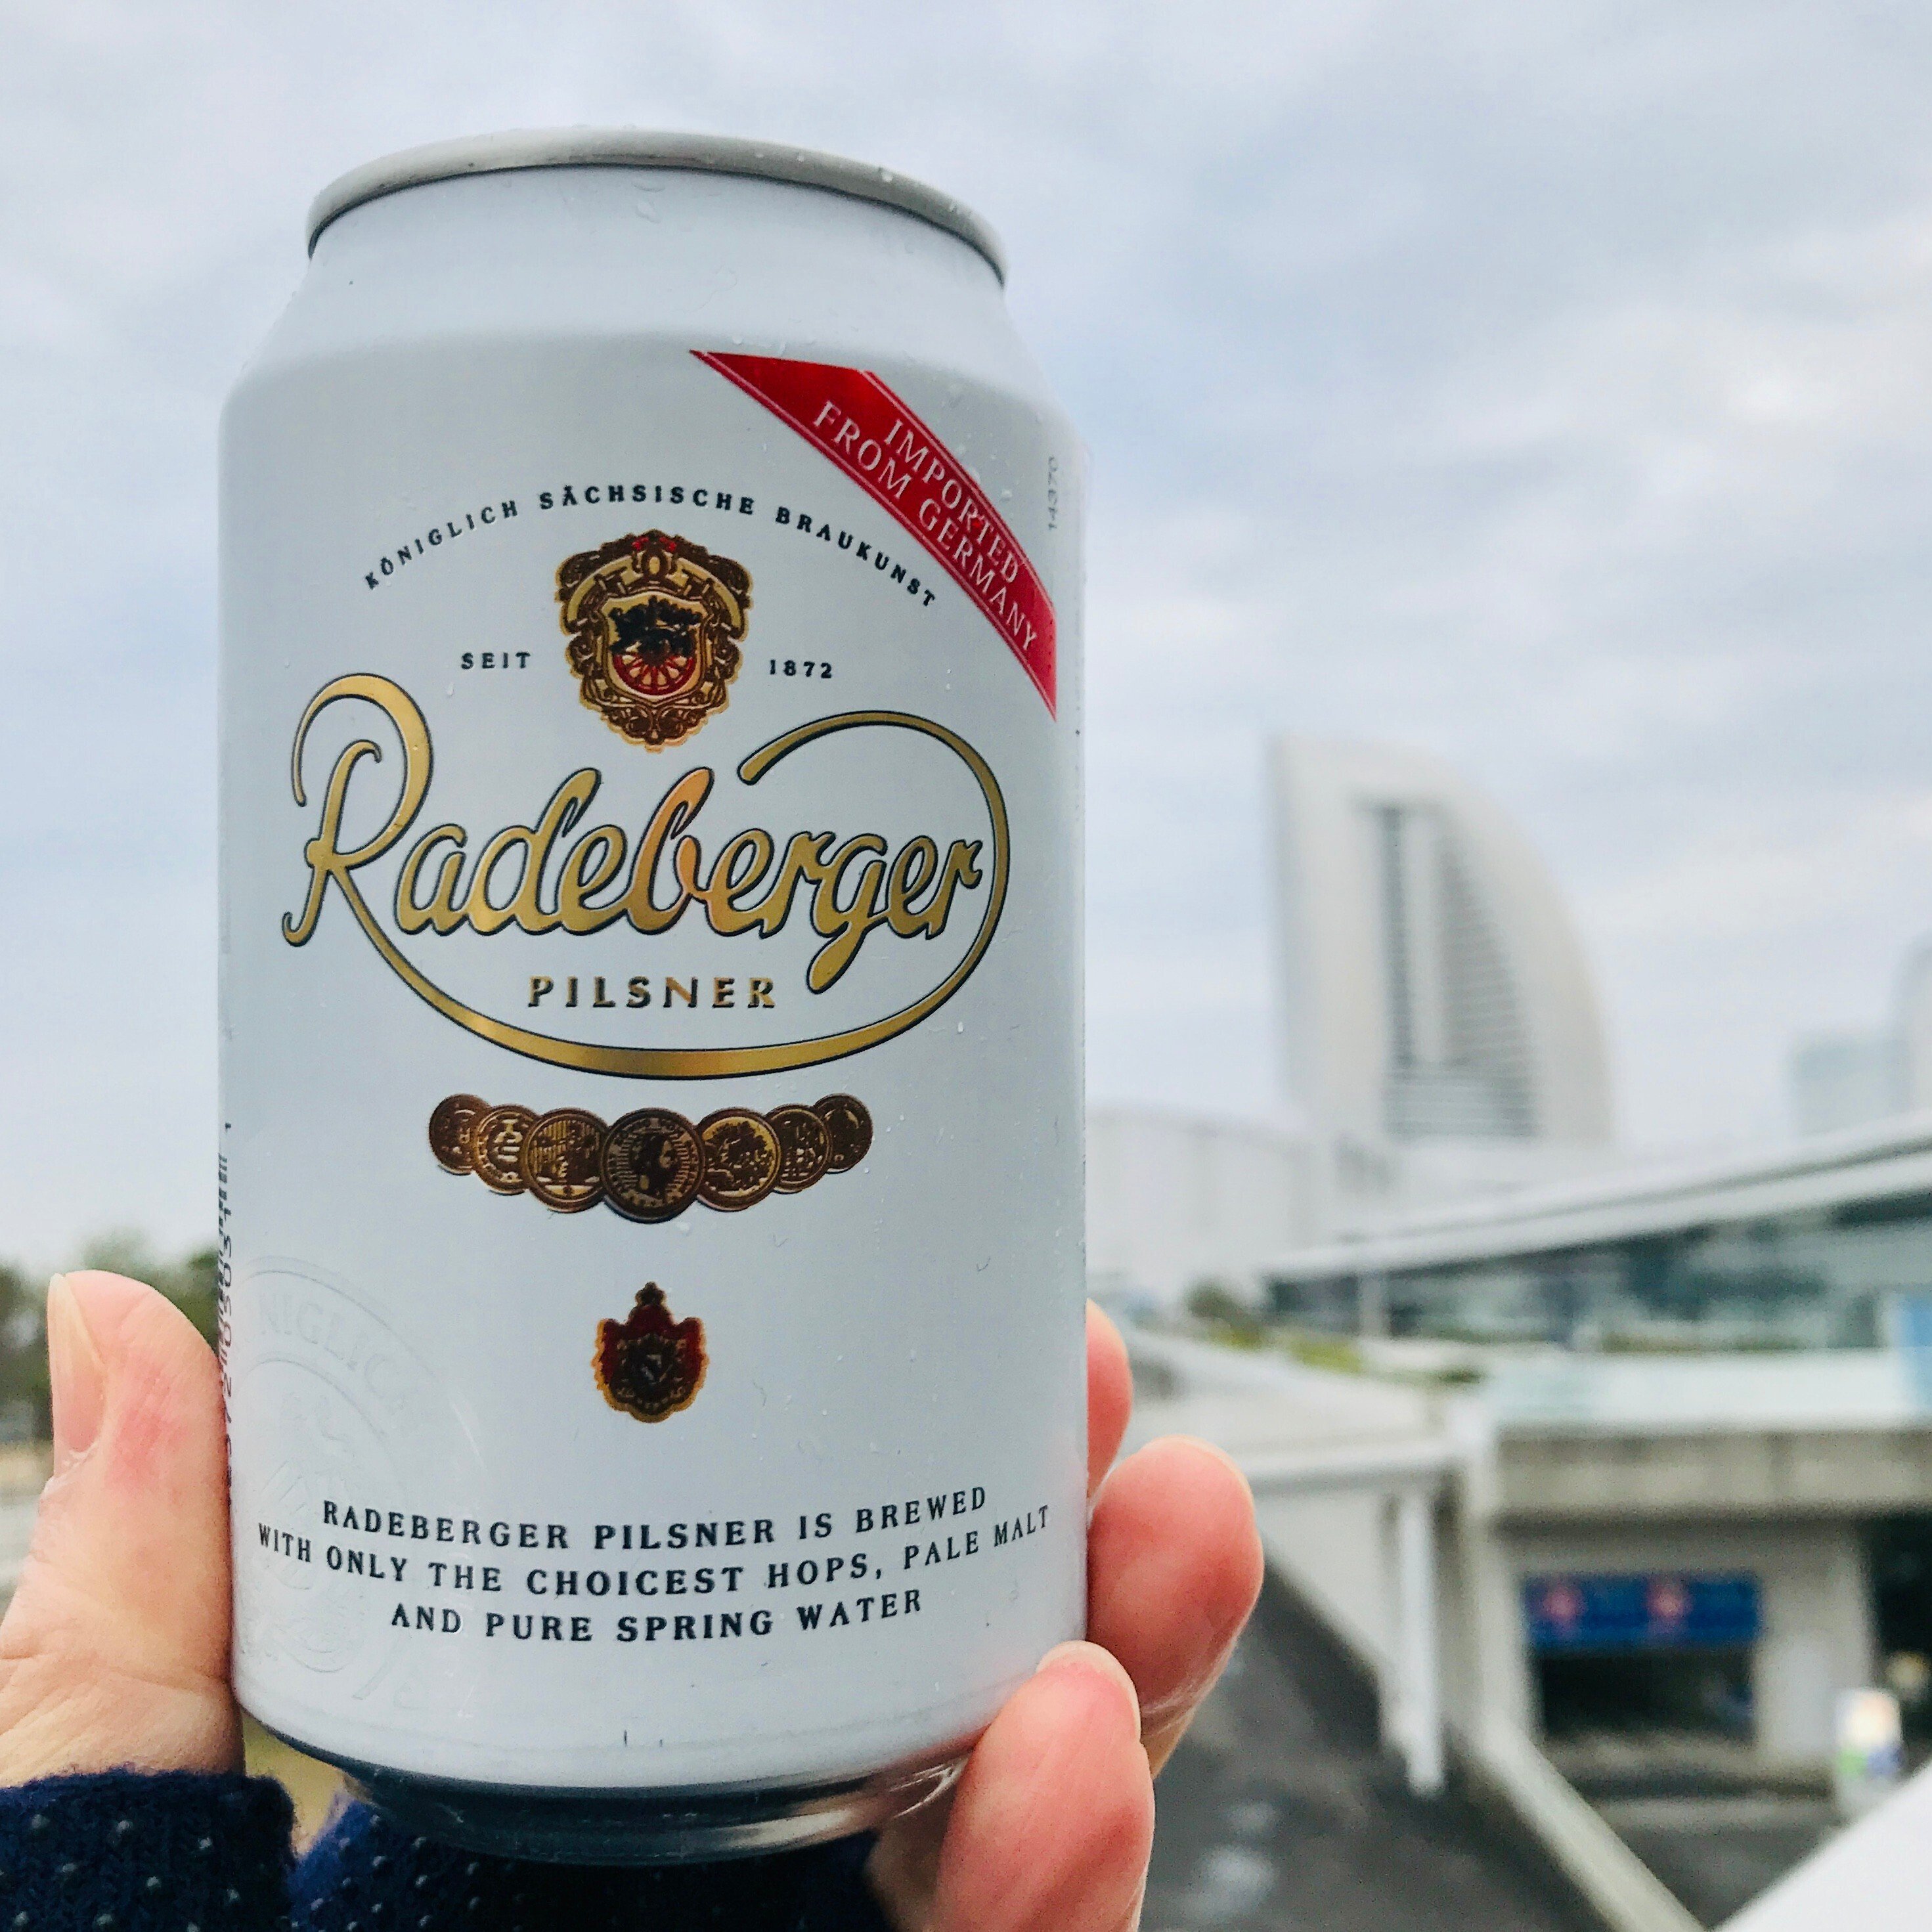 IMPORTED
FROM GERMANY
14370
KÖNIGLICH SÄCHSISCHE BRAUKUNST
SEIT 1872
Radeberger
PILSNER
RADEBERGER PILSNER IS BREWED
WITH ONLY THE CHOICEST HOPS, PALE MALT
AND PURE SPRING WATER